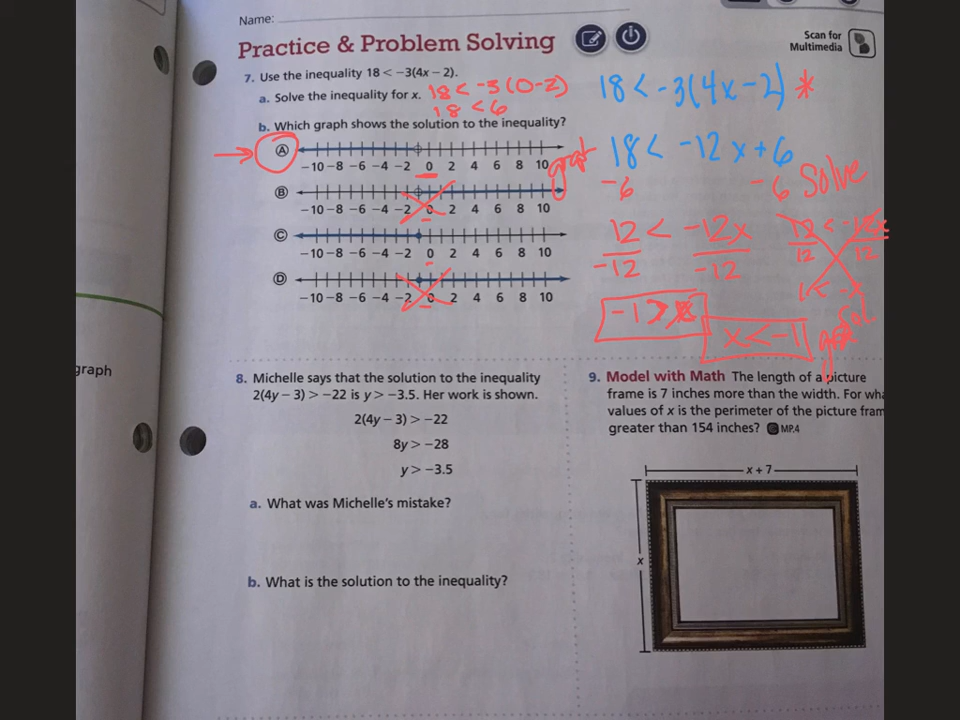 Name:
Practice & Problem Solving
Scan for
Multimedia
7. Use the inequality 18 < −3(4x − 2).
a. Solve the inequality for x. 18 < -3(0-2)
18 < 6
b. Which graph shows the solution to the inequality?
A
−10 −8 −6 −4 −2 0 2 4 6 8 10
B
−10 −8 −6 −4 −2 0 2 4 6 8 10
C
−10 −8 −6 −4 −2 0 2 4 6 8 10
D
−10 −8 −6 −4 −2 0 2 4 6 8 10
18 < -3(4x-2) *
18 < -12x+6
-6 -6 Solve
12 < -12x
-12 -12
12 < -12x
12 12
1 < -x
-1 > x
x < -1
graph
8. Michelle says that the solution to the inequality
2(4y − 3) > −22 is y > −3.5. Her work is shown.
2(4y − 3) > −22
8y > −28
y > −3.5
a. What was Michelle's mistake?
b. What is the solution to the inequality?
9. Model with Math The length of a picture
frame is 7 inches more than the width. For
values of x is the perimeter of the picture
greater than 154 inches? MP.4
x + 7
x